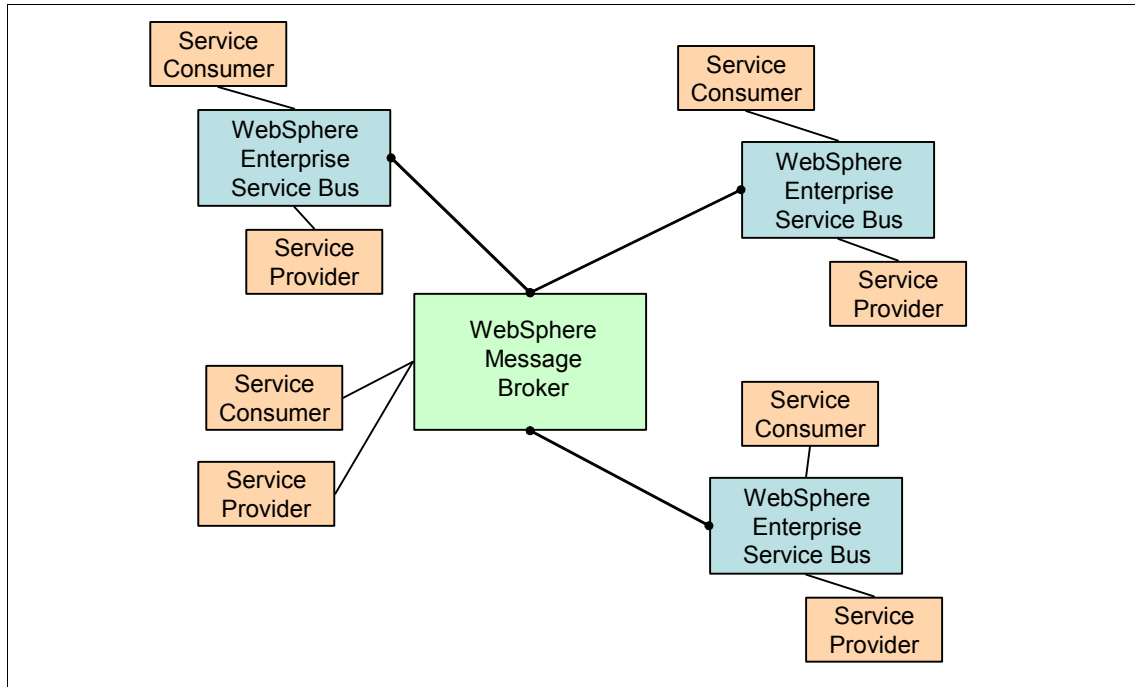 Service
Consumer
WebSphere
Enterprise
Service Bus
Service
Provider
Service
Consumer
WebSphere
Enterprise
Service Bus
Service
Provider
WebSphere
Message
Broker
Service
Consumer
Service
Provider
Service
Consumer
WebSphere
Enterprise
Service Bus
Service
Provider